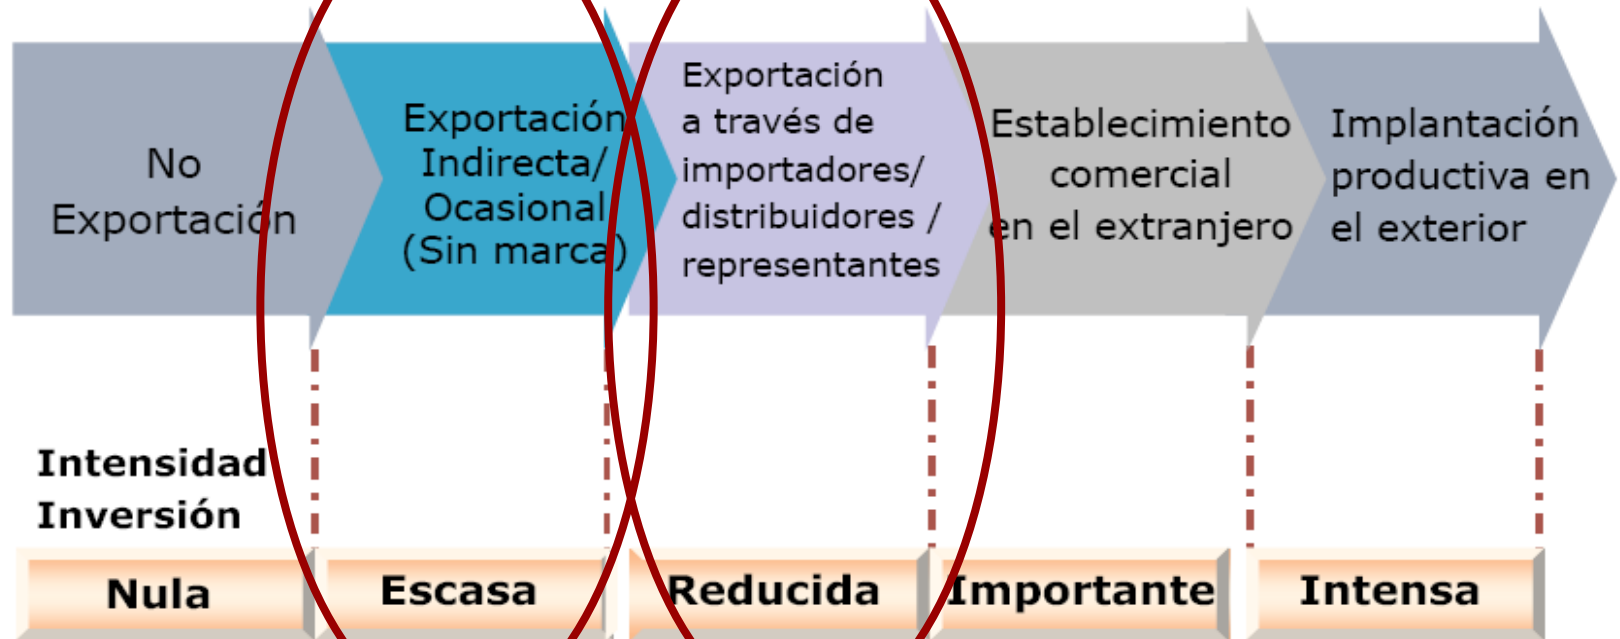 No
Exportación
Exportación
Indirecta/
Ocasional
(Sin marca)
Exportación
a través de
importadores/
distribuidores /
representantes
Establecimiento
comercial
en el extranjero
Implantación
productiva en
el exterior
Intensidad
Inversión
Nula
Escasa
Reducida
Importante
Intensa